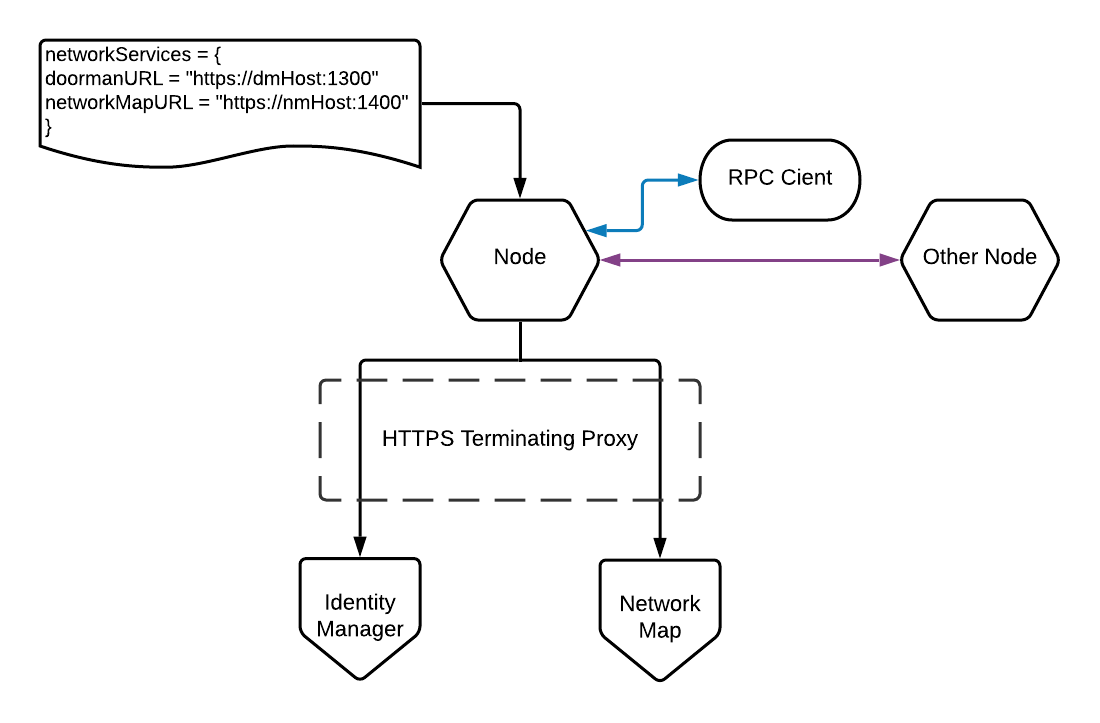 networkServices = {
doormanURL = "https://dmHost:1300"
networkMapURL = "https://nmHost:1400"
}
RPC Cient
Node
Other Node
HTTPS Terminating Proxy
Identity
Manager
Network
Map